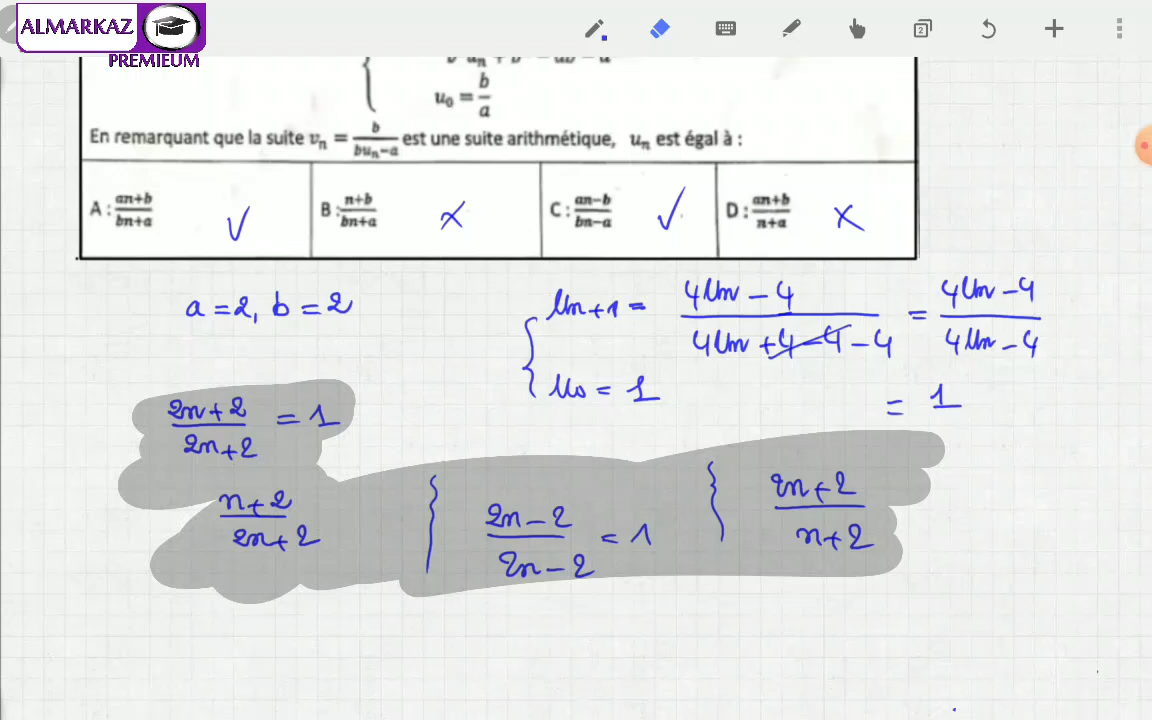 ALMARKAZ
PREMIEUM
2
u₀ = b/a
En remarquant que la suite vₙ = b/(buₙ−a) est une suite arithmétique, uₙ est égal à :
A : (an+b)/(bn+a) ✓ B : (n+b)/(bn+a) × C : (an−b)/(bn−a) ✓ D : (an+b)/(n+a) ×
a = 2, b = 2
{ Uₙ₊₁ = (4Uₙ − 4)/(4Uₙ + 4 − 4 − 4) = (4Uₙ − 4)/(4Uₙ − 4)
U₀ = 1 = 1
(2n+2)/(2n+2) = 1
(n+2)/(2n+2) } (2n−2)/(2n−2) = 1 } (2n+2)/(n+2)